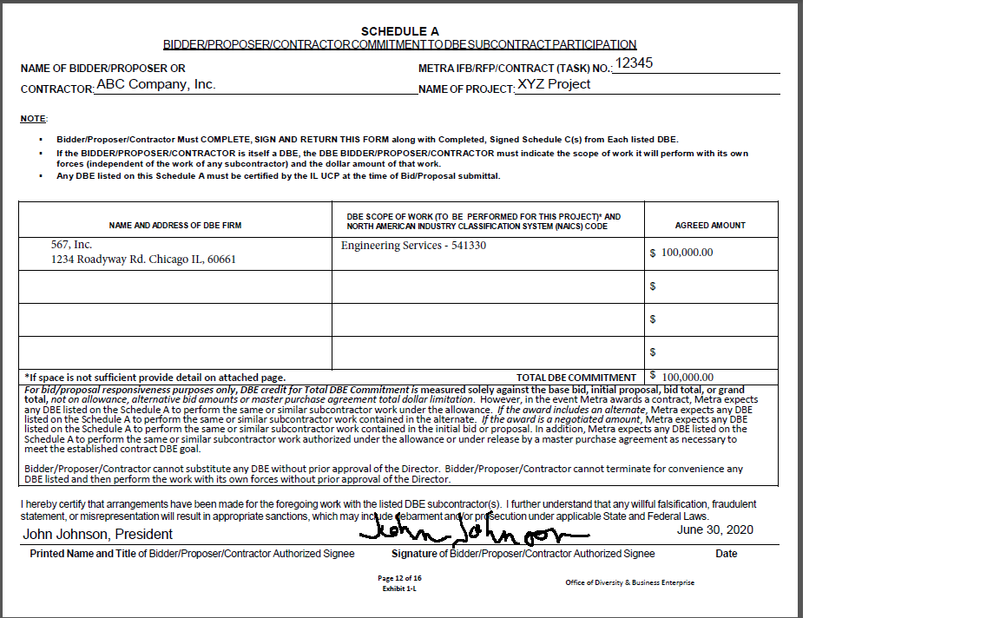 SCHEDULE A
BIDDER/PROPOSER/CONTRACTOR COMMITMENT TO DBE SUBCONTRACT PARTICIPATION
NAME OF BIDDER/PROPOSER OR
CONTRACTOR: ABC Company, Inc.
METRA IFB/RFP/CONTRACT (TASK) NO.: 12345
NAME OF PROJECT: XYZ Project
NOTE:
▪ Bidder/Proposer/Contractor Must COMPLETE, SIGN AND RETURN THIS FORM along with Completed, Signed Schedule C(s) from Each listed DBE.
▪ If the BIDDER/PROPOSER/CONTRACTOR is itself a DBE, the DBE BIDDER/PROPOSER/CONTRACTOR must indicate the scope of work it will perform with its own
forces (independent of the work of any subcontractor) and the dollar amount of that work.
▪ Any DBE listed on this Schedule A must be certified by the IL UCP at the time of Bid/Proposal submittal.
NAME AND ADDRESS OF DBE FIRM
DBE SCOPE OF WORK (TO BE PERFORMED FOR THIS PROJECT)* AND
NORTH AMERICAN INDUSTRY CLASSIFICATION SYSTEM (NAICS) CODE
AGREED AMOUNT
567, Inc.
1234 Roadyway Rd. Chicago IL, 60661
Engineering Services - 541330
$ 100,000.00
$
$
$
*If space is not sufficient provide detail on attached page.
TOTAL DBE COMMITMENT
$ 100,000.00
For bid/proposal responsiveness purposes only, DBE credit for Total DBE Commitment is measured solely against the base bid, initial proposal, bid total, or grand
total, not on allowance, alternative bid amounts or master purchase agreement total dollar limitation. However, in the event Metra awards a contract, Metra expects
any DBE listed on the Schedule A to perform the same or similar subcontractor work under the allowance. If the award includes an alternate, Metra expects any DBE
listed on the Schedule A to perform the same or similar subcontractor work contained in the alternate. If the award is a negotiated amount, Metra expects any DBE
listed on the Schedule A to perform the same or similar subcontractor work contained in the initial bid or proposal. In addition, Metra expects any DBE listed on the
Schedule A to perform the same or similar subcontractor work authorized under the allowance or under release by a master purchase agreement as necessary to
meet the established contract DBE goal.
Bidder/Proposer/Contractor cannot substitute any DBE without prior approval of the Director. Bidder/Proposer/Contractor cannot terminate for convenience any
DBE listed and then perform the work with its own forces without prior approval of the Director.
I hereby certify that arrangements have been made for the foregoing work with the listed DBE subcontractor(s). I further understand that any willful falsification, fraudulent
statement, or misrepresentation will result in appropriate sanctions, which may include debarment and/or prosecution under applicable State and Federal Laws.
John Johnson, President
John Johnson
June 30, 2020
Printed Name and Title of Bidder/Proposer/Contractor Authorized Signee
Signature of Bidder/Proposer/Contractor Authorized Signee
Date
Page 12 of 16
Exhibit 1-L
Office of Diversity & Business Enterprise